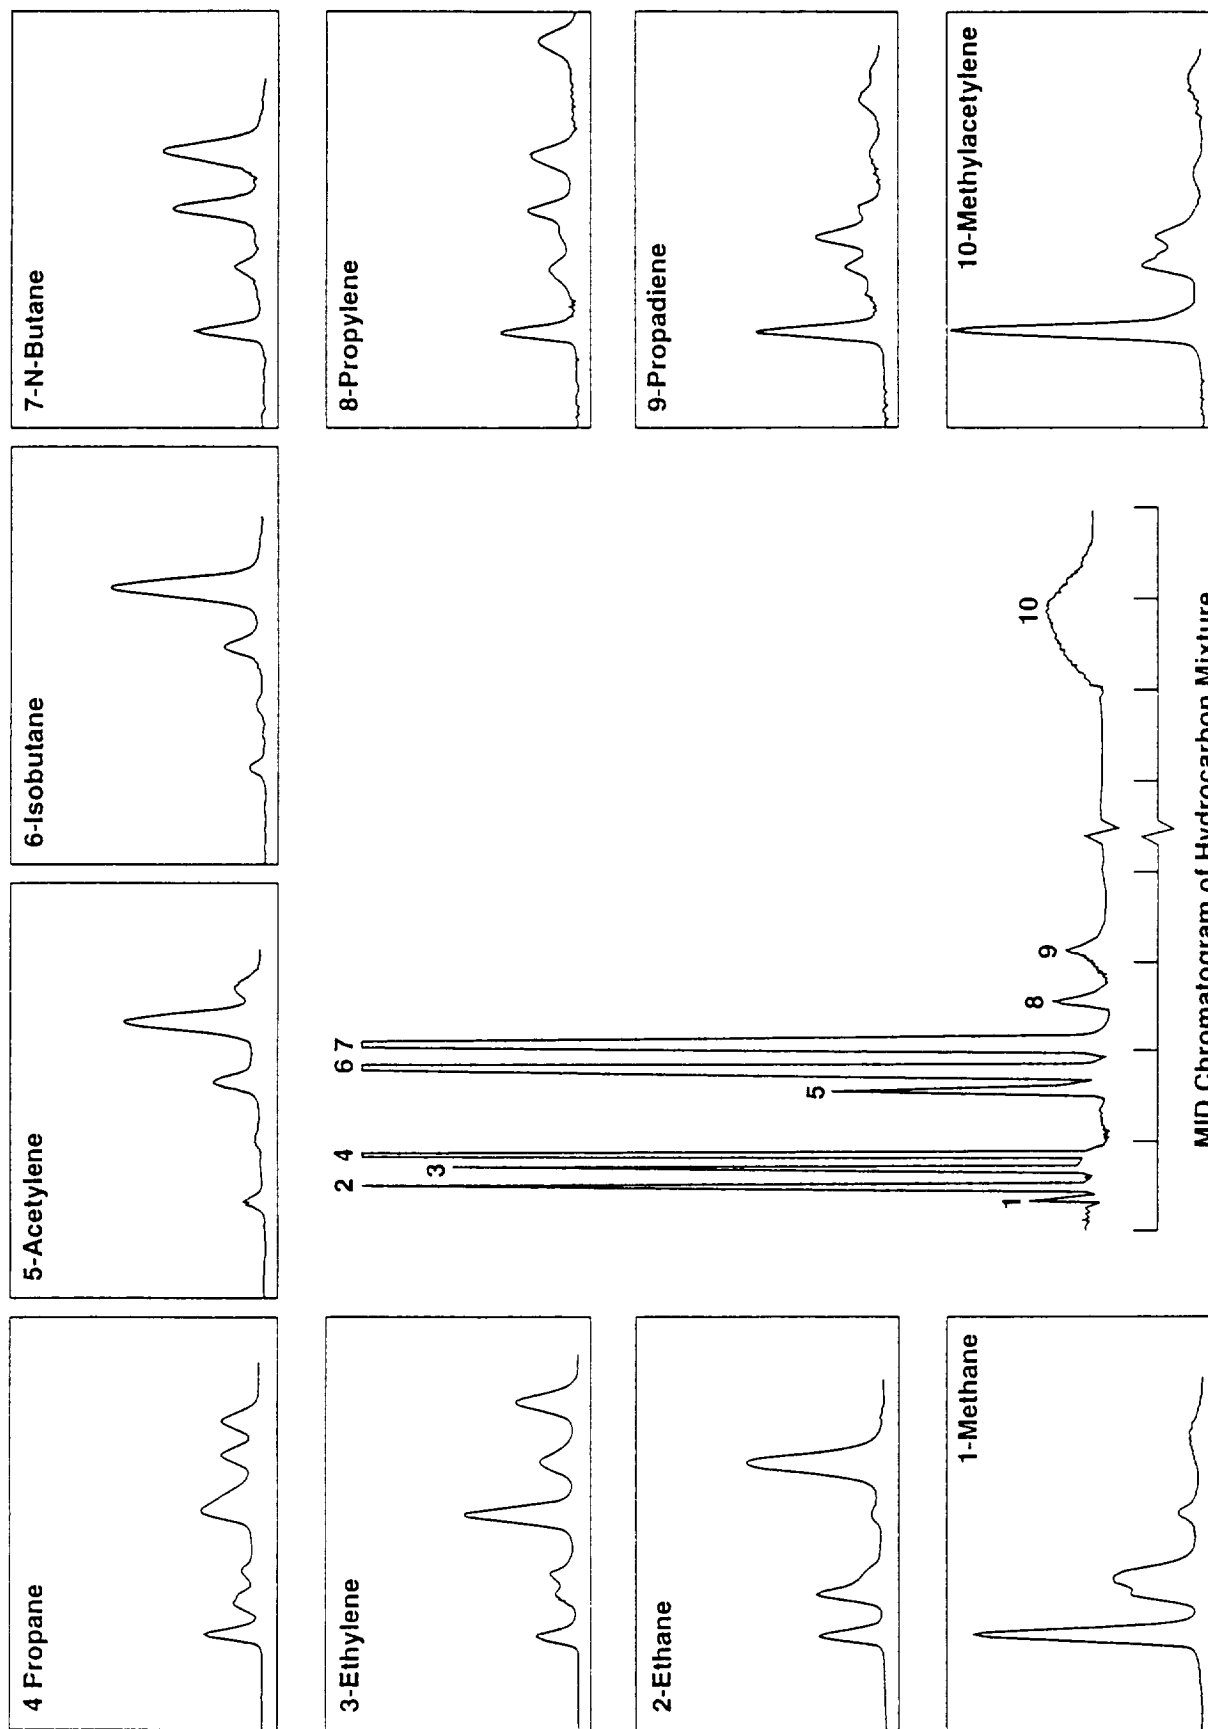 4 Propane
5-Acetylene
6-Isobutane
7-N-Butane
3-Ethylene
8-Propylene
2 4 6 7
3
2-Ethane
9-Propadiene
5
1-Methane
10-Methylacetylene
1
8
9
10
MID Chromatogram of Hydrocarbon Mixture